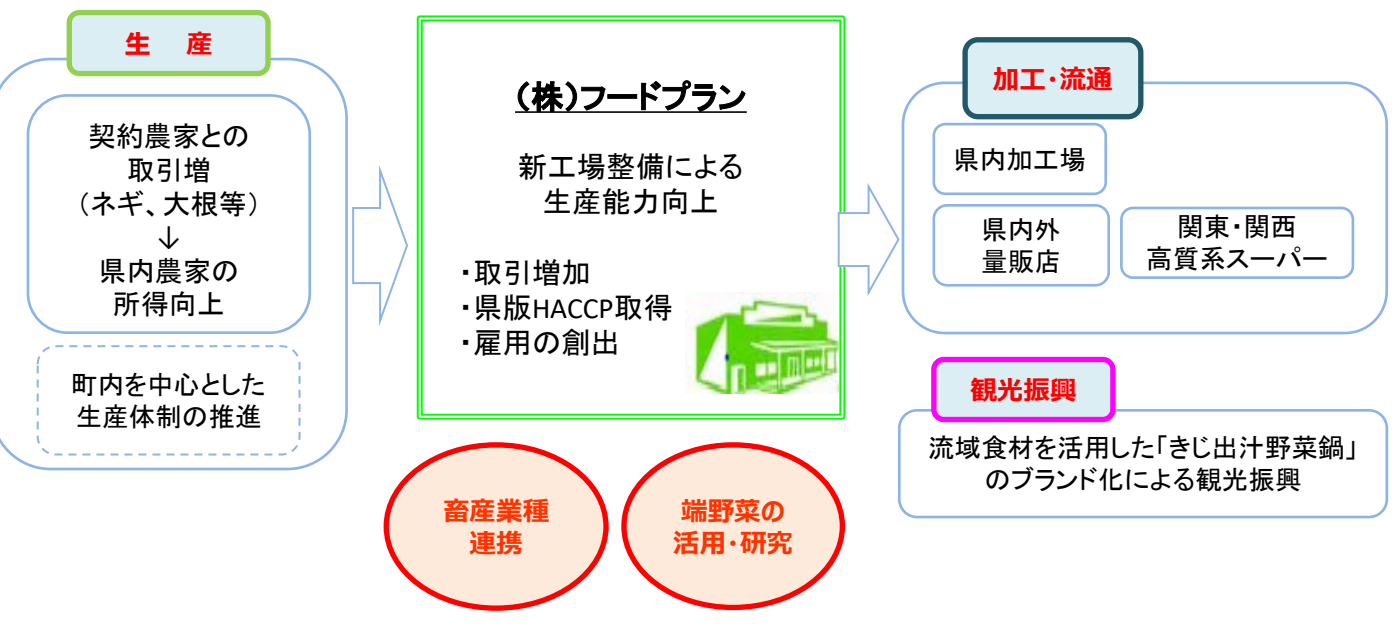 生　産
契約農家との
取引増
（ネギ、大根等）
↓
県内農家の
所得向上
町内を中心とした
生産体制の推進
（株）フードプラン
新工場整備による
生産能力向上
・取引増加
・県版HACCP取得
・雇用の創出
畜産業種
連携
端野菜の
活用・研究
加工・流通
県内加工場
県内外
量販店
関東・関西
高質系スーパー
観光振興
流域食材を活用した「きじ出汁野菜鍋」
のブランド化による観光振興